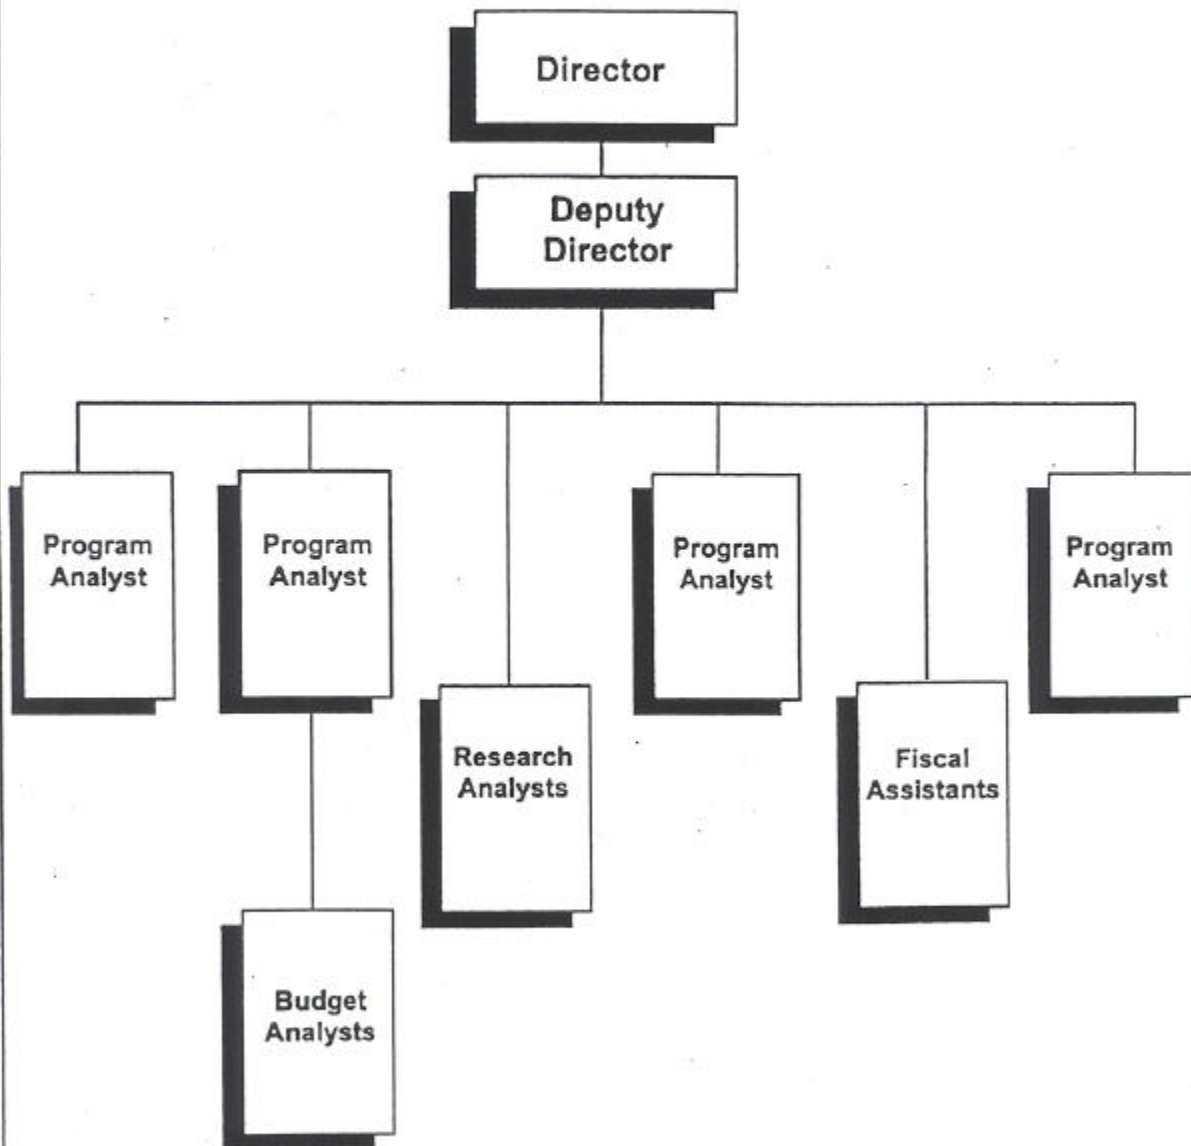 Director
Deputy
Director
Program
Analyst
Program
Analyst
Program
Analyst
Program
Analyst
Research
Analysts
Fiscal
Assistants
Budget
Analysts